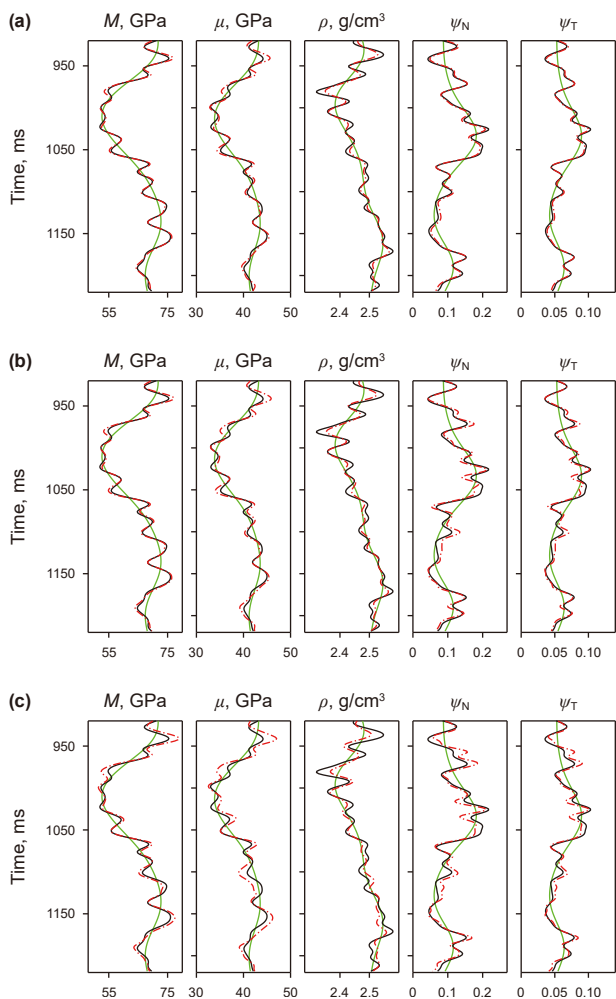 (a) M, GPa μ, GPa ρ, g/cm³ ψN ψT
950
1050
1150
Time, ms
55 75 30 40 50 2.4 2.5 0 0.1 0.2 0 0.05 0.10
(b) M, GPa μ, GPa ρ, g/cm³ ψN ψT
950
1050
1150
Time, ms
55 75 30 40 50 2.4 2.5 0 0.1 0.2 0 0.05 0.10
(c) M, GPa μ, GPa ρ, g/cm³ ψN ψT
950
1050
1150
Time, ms
55 75 30 40 50 2.4 2.5 0 0.1 0.2 0 0.05 0.10